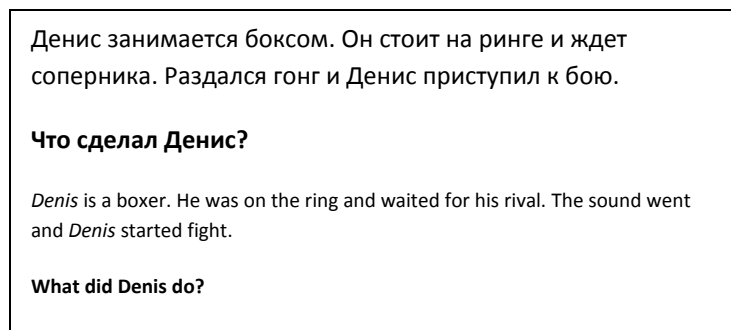 Денис занимается боксом. Он стоит на ринге и ждет
соперника. Раздался гонг и Денис приступил к бою.
Что сделал Денис?
Denis is a boxer. He was on the ring and waited for his rival. The sound went
and Denis started fight.
What did Denis do?